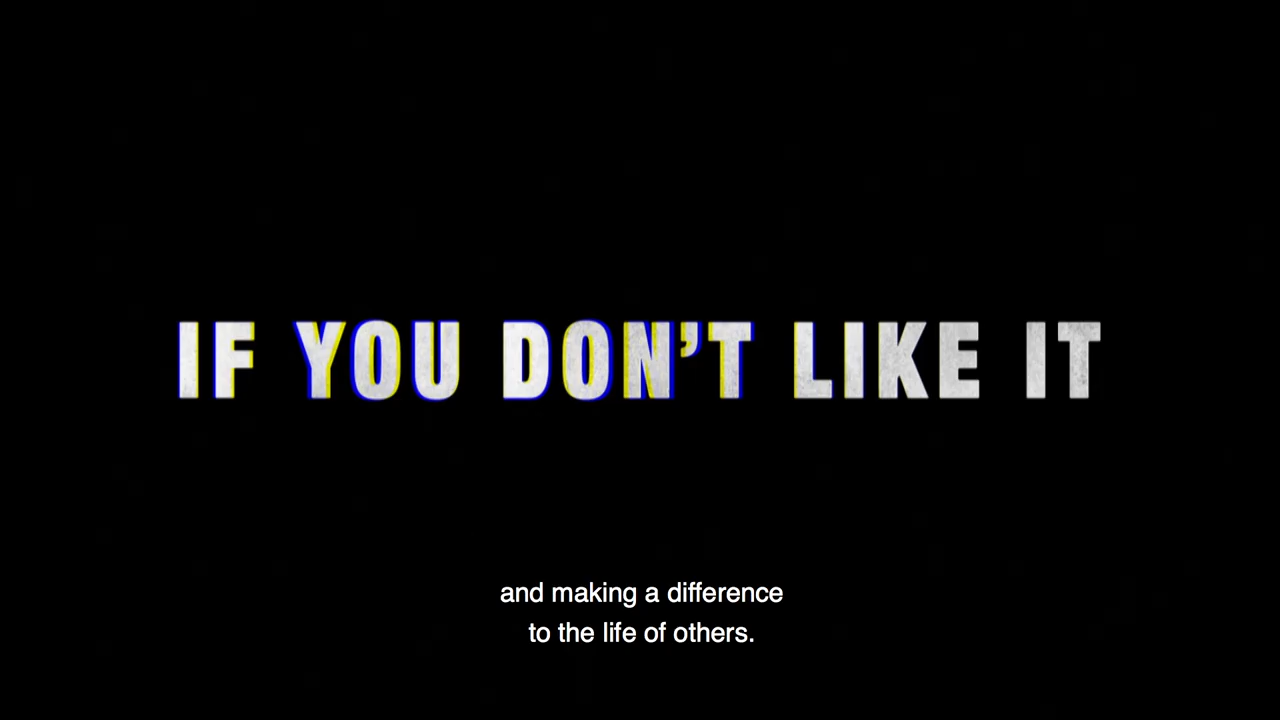 IF YOU DON’T LIKE IT
and making a difference
to the life of others.